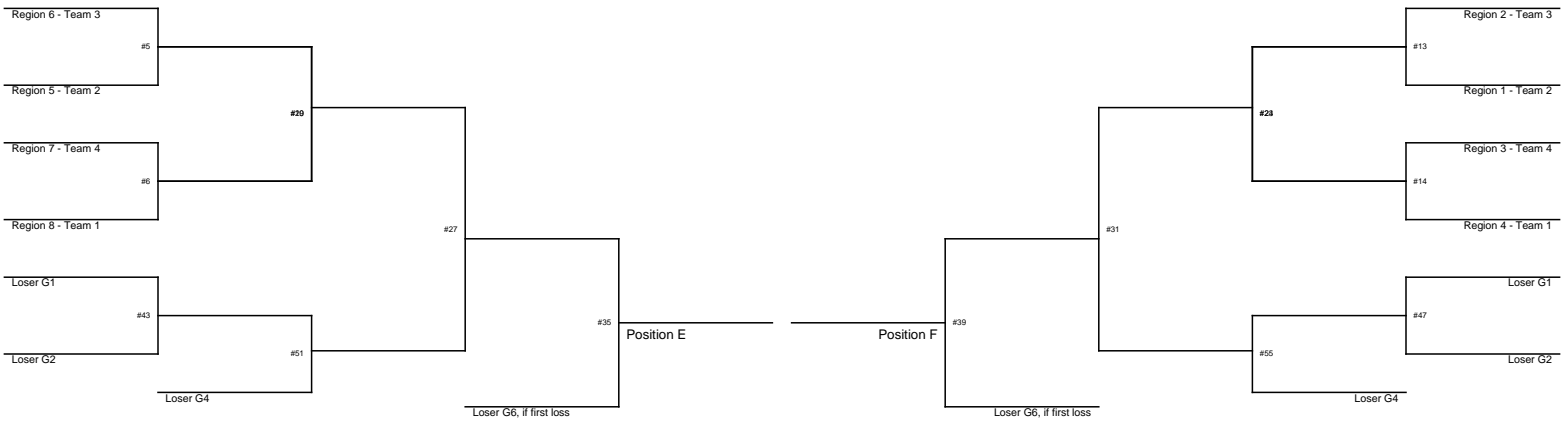 Region 6 - Team 3
Region 2 - Team 3
#5
#13
Region 5 - Team 2
Region 1 - Team 2
Region 7 - Team 4
Region 3 - Team 4
#6
#14
Region 8 - Team 1
Region 4 - Team 1
#27
#31
Loser G1
Loser G1
#43
#35
Position E
Position F
#39
#47
Loser G2
#51
#55
Loser G2
Loser G4
Loser G4
Loser G6, if first loss
Loser G6, if first loss